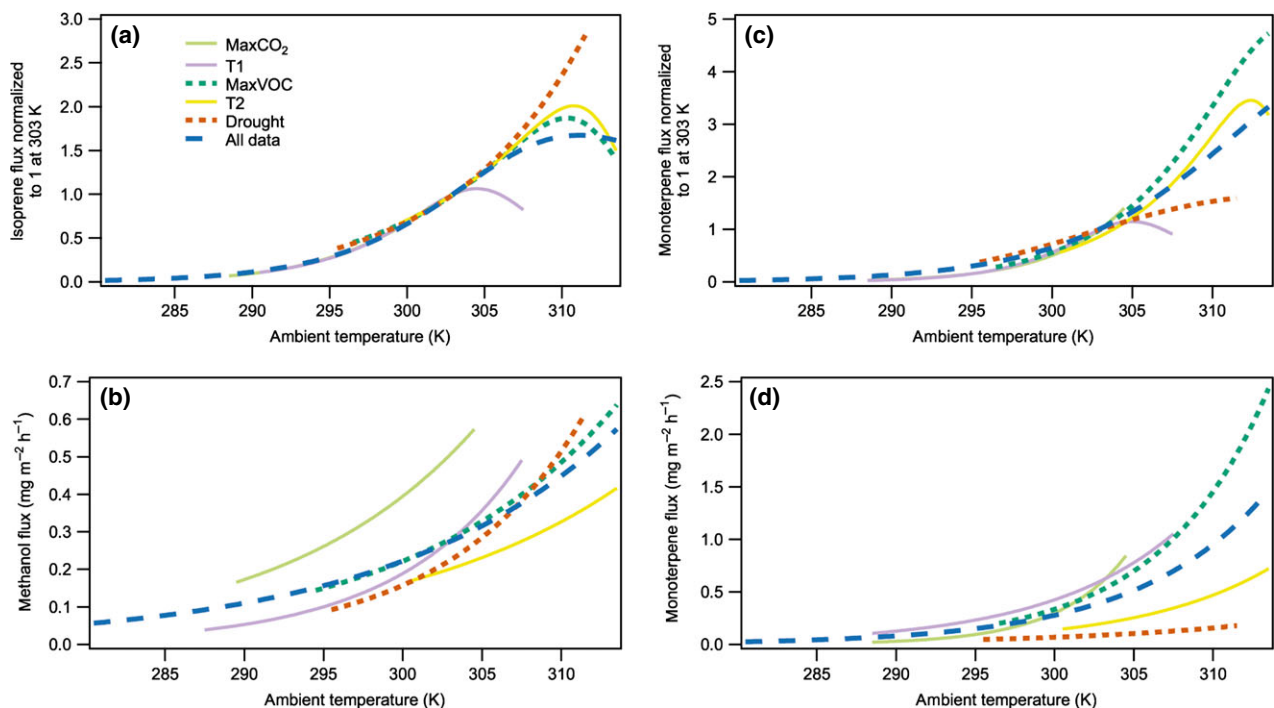 (a)
Isoprene flux normalized
to 1 at 303 K
3.0
2.5
2.0
1.5
1.0
0.5
0.0
MaxCO₂
T1
MaxVOC
T2
Drought
All data
285 290 295 300 305 310
Ambient temperature (K)
(c)
Monoterpene flux normalized
to 1 at 303 K
5
4
3
2
1
0
285 290 295 300 305 310
Ambient temperature (K)
(b)
Methanol flux (mg m⁻² h⁻¹)
0.7
0.6
0.5
0.4
0.3
0.2
0.1
0.0
285 290 295 300 305 310
Ambient temperature (K)
(d)
Monoterpene flux (mg m⁻² h⁻¹)
2.5
2.0
1.5
1.0
0.5
0.0
285 290 295 300 305 310
Ambient temperature (K)